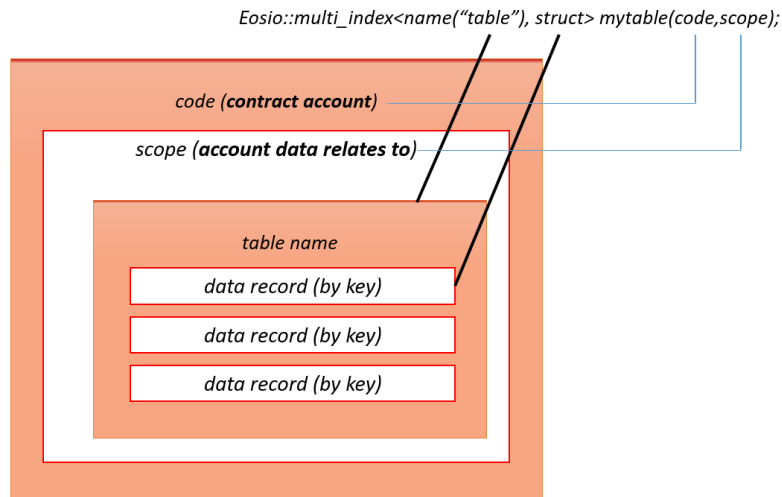 Eosio::multi_index<name(“table”), struct> mytable(code,scope);
code (contract account)
scope (account data relates to)
table name
data record (by key)
data record (by key)
data record (by key)